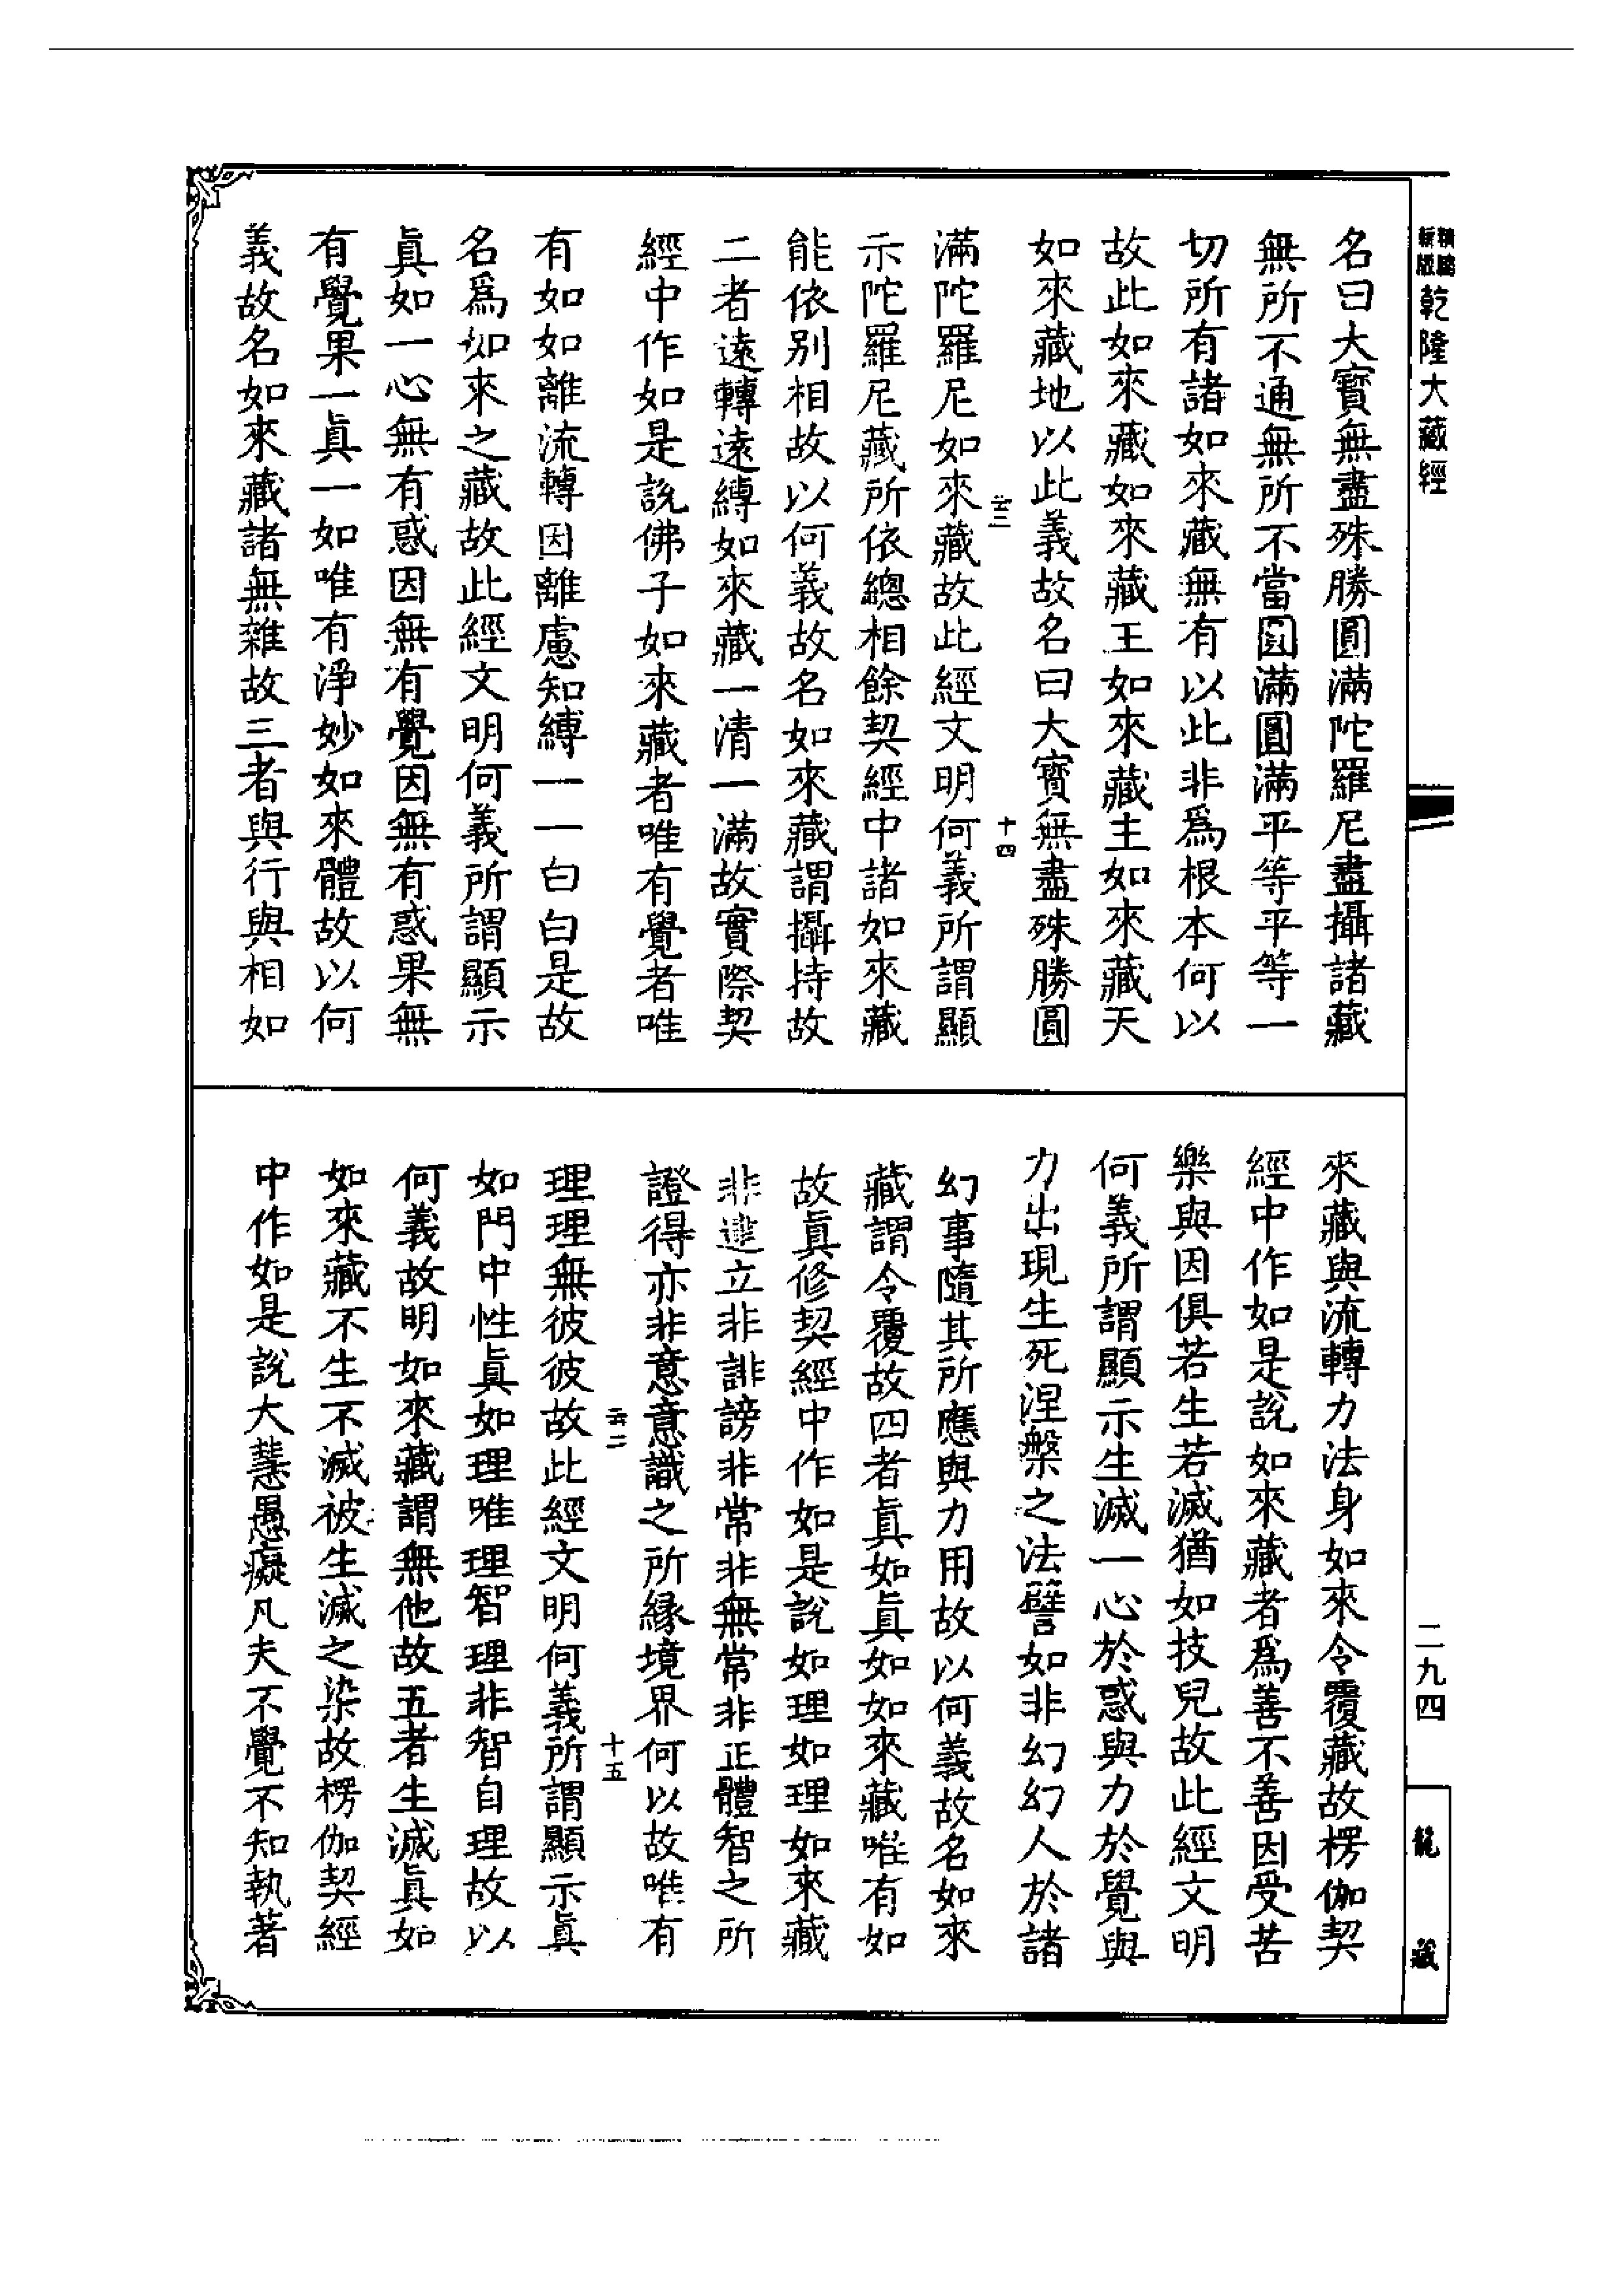 新版精縮乾隆大藏經
名曰大寶無盡殊勝圓滿陀羅尼盡攝諸藏
無所不通無所不當圓滿圓滿平等平等一
切所有諸如來藏無有以此非爲根本何以
故此如來藏如來藏王如來藏主如來藏天
如來藏地以此義故名曰大寶無盡殊勝圓
十四
滿陀羅尼如來藏故此經文明何義所謂顯
示陀羅尼藏所依總相餘契經中諸如來藏
能依别相故以何義故名如來藏謂攝持故
二者遠轉遠縛如來藏一清一滿故實際契
經中作如是說佛子如來藏者唯有覺者唯
有如如離流轉因離慮知縛一一白白是故
名爲如來之藏故此經文明何義所謂顯示
眞如一心無有惑因無有覺因無有惑果無
有覺果一眞一如唯有淨妙如來體故以何
義故名如來藏諸無雜故三者與行與相如
來藏與流轉力法身如來令覆藏故楞伽契
經中作如是說如來藏者爲善不善因受苦
樂與因俱若生若滅猶如技兒故此經文明
何義所謂顯示生滅一心於惑與力於覺與
力出現生死涅槃之法譬如非幻幻人於諸
幻事隨其所應與力用故以何義故名如來
藏謂令覆故四者眞如眞如如來藏唯有如
故眞修契經中作如是說如理如理如來藏
非建立非誹謗非常非無常非正體智之所
證得亦非意意識之所縁境界何以故唯有
十五
理理無彼彼故此經文明何義所謂顯示眞
如門中性眞如理唯理智理非智自理故以
何義故明如來藏謂無他故五者生滅眞如
如來藏不生不滅被生滅之染故楞伽契經
中作如是說大慧愚癡凡夫不覺不知執著
二九四
龍藏